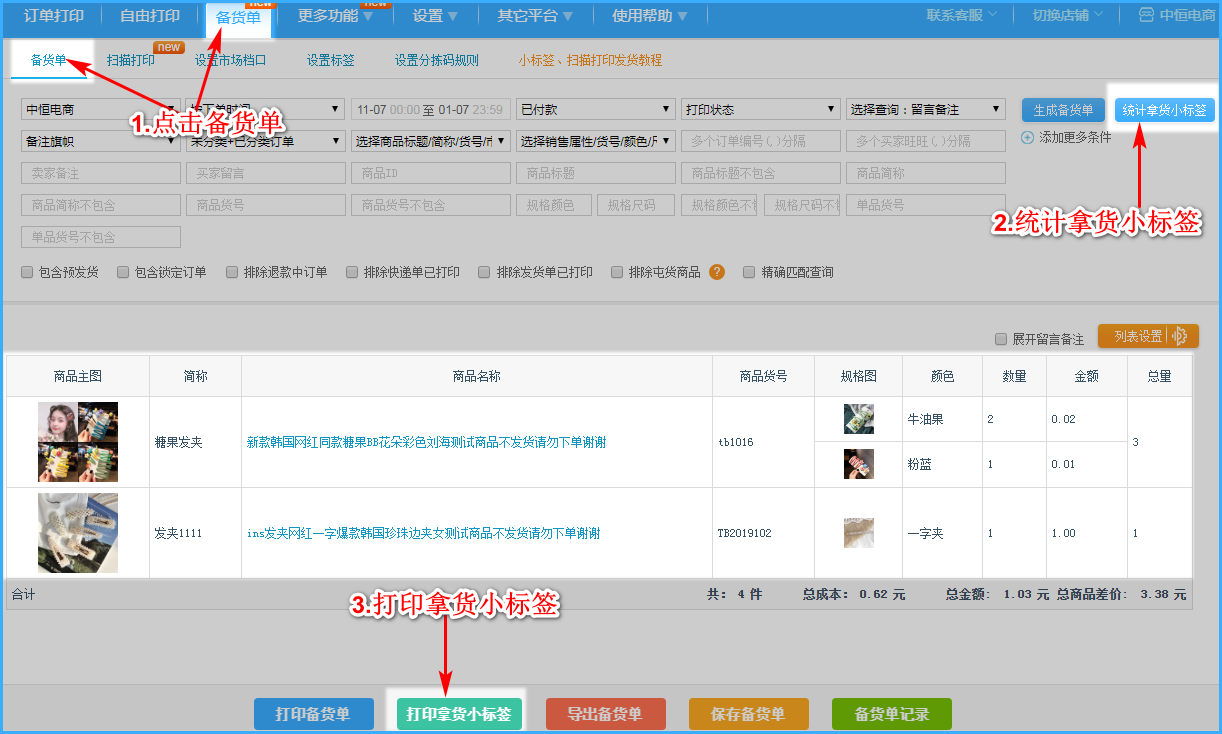 订单打印 自由打印 备货单 new 更多功能 new 设置 其它平台 使用帮助 联系客服 切换店铺 中恒电商
备货单 扫描打印 new 设置市场档口 设置标签 设置分拣码规则 小标签、扫描打印发货教程
中恒电商 按下单时间 11-07 00:00 至 01-07 23:59 已付款 打印状态 选择查询：留言备注 生成备货单 统计拿货小标签
1.点击备货单
备注旗帜 未分类+已分类订单 选择商品标题/简称/货号/ 选择销售属性/货号/颜色/ 多个订单编号(,)分隔 多个买家旺旺(,)分隔 添加更多条件
卖家备注 买家留言 商品ID 商品标题 商品标题不包含 商品简称
商品简称不包含 商品货号 商品货号不包含 规格颜色 规格尺码 规格颜色不 规格尺码不 单品货号
2.统计拿货小标签
单品货号不包含
包含预发货 包含锁定订单 排除退款中订单 排除快递单已打印 排除发货单已打印 排除屯货商品 ? 精确匹配查询
展开留言备注 列表设置
商品主图 简称 商品名称 商品货号 规格图 颜色 数量 金额 总量
牛油果 2 0.02
糖果发夹 新款韩国网红同款糖果BB花朵彩色刘海测试商品不发货请勿下单谢谢 tb1016 3
粉蓝 1 0.01
发夹1111 ins发夹网红一字爆款韩国珍珠边夹女测试商品不发货请勿下单谢谢 TB2019102 一字夹 1 1.00 1
合计 共： 4 件 总成本： 0.62 元 总金额： 1.03 元 总商品差价： 3.38 元
3.打印拿货小标签
打印备货单 打印拿货小标签 导出备货单 保存备货单 备货单记录